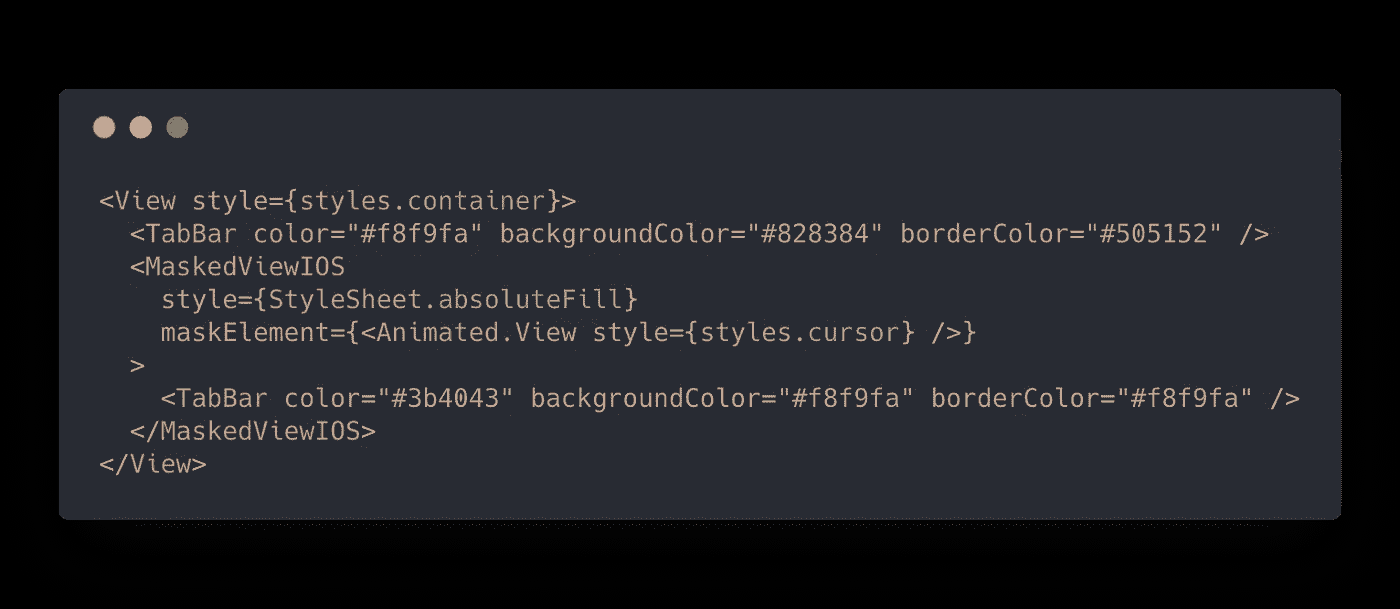 <View style={styles.container}>
  <TabBar color="#f8f9fa" backgroundColor="#828384" borderColor="#505152" />
  <MaskedViewIOS
    style={StyleSheet.absoluteFill}
    maskElement={<Animated.View style={styles.cursor} />}
  >
    <TabBar color="#3b4043" backgroundColor="#f8f9fa" borderColor="#f8f9fa" />
  </MaskedViewIOS>
</View>